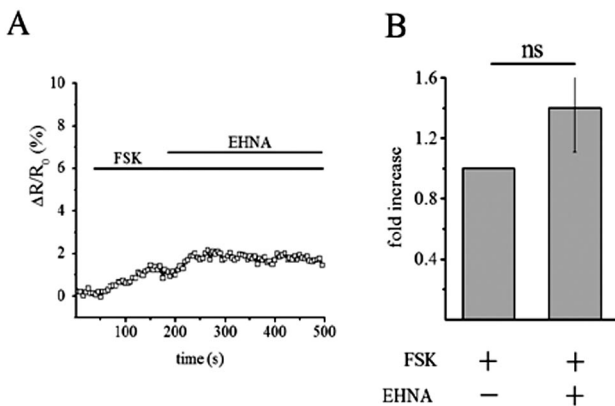 A
ΔR/R₀ (%)
10
8
6
4
2
0
FSK
EHNA
100
200
300
400
500
time (s)
B
ns
fold increase
1.6
1.2
0.8
0.4
FSK + +
EHNA − +